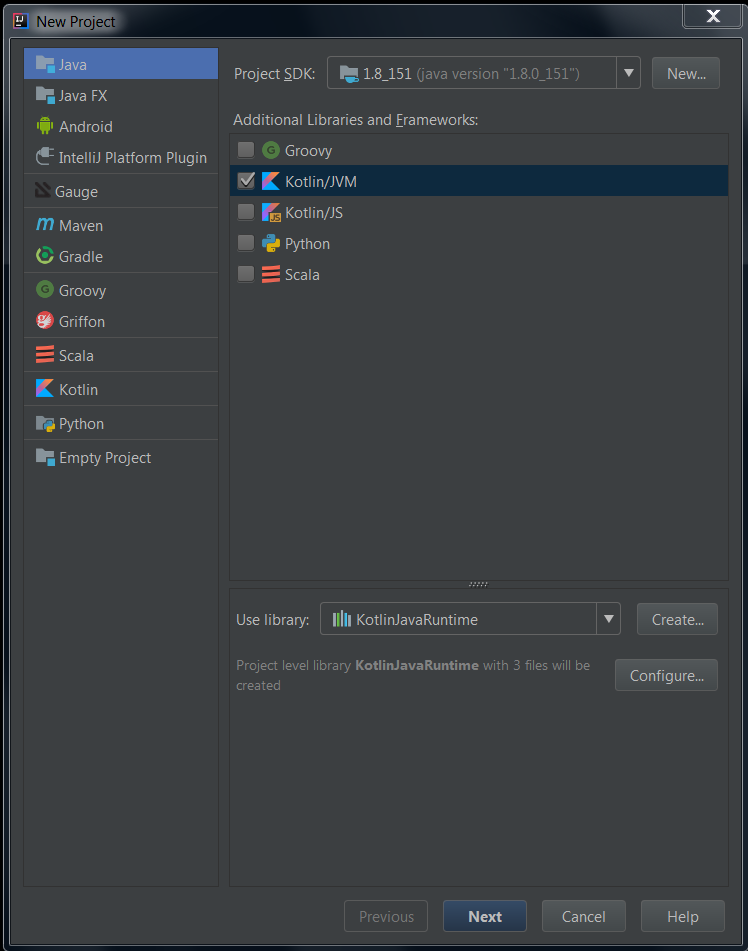 New Project
Java
Java FX
Android
IntelliJ Platform Plugin
Gauge
Maven
Gradle
Groovy
Griffon
Scala
Kotlin
Python
Empty Project
Project SDK: 1.8_151 (java version "1.8.0_151") New...
Additional Libraries and Frameworks:
Groovy
Kotlin/JVM
Kotlin/JS
Python
Scala
Use library: KotlinJavaRuntime Create...
Project level library KotlinJavaRuntime with 3 files will be
created
Configure...
Previous Next Cancel Help